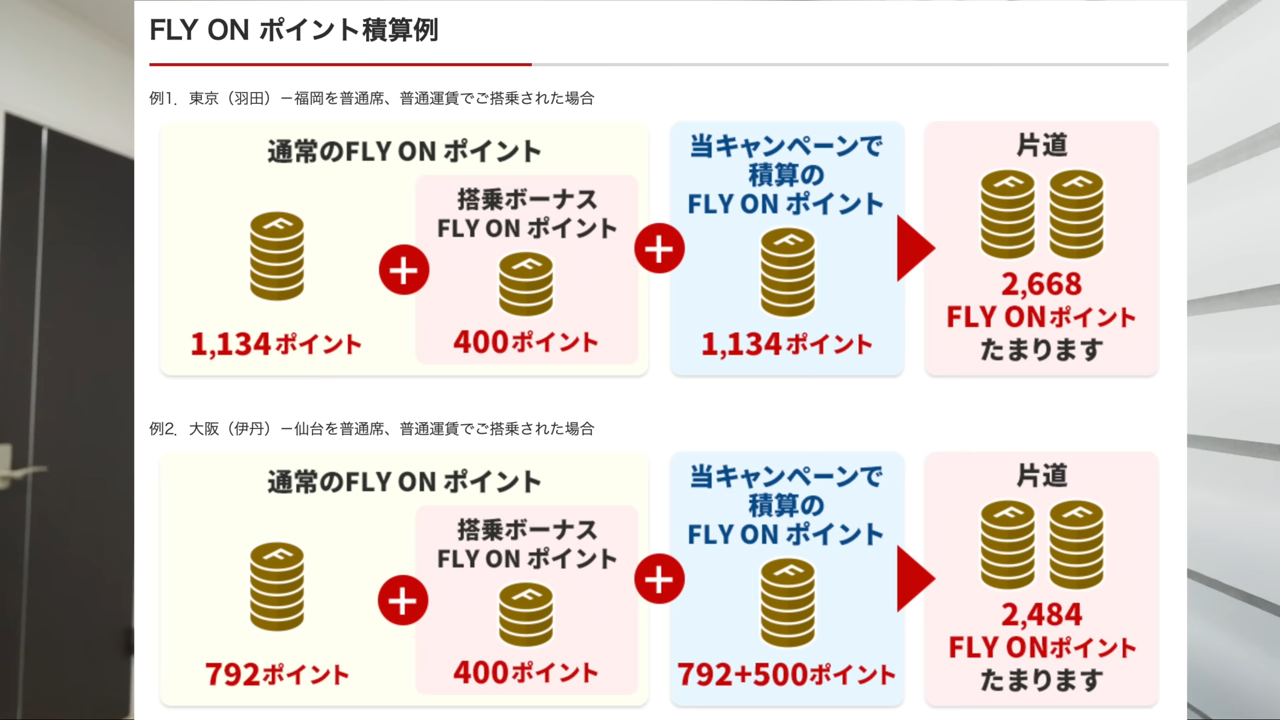 FLY ON ポイント積算例
例1．東京（羽田）－福岡を普通席、普通運賃でご搭乗された場合
通常のFLY ON ポイント
1,134ポイント
搭乗ボーナス
FLY ON ポイント
400ポイント
当キャンペーンで
積算の
FLY ON ポイント
1,134ポイント
片道
2,668
FLY ONポイント
たまります
例2．大阪（伊丹）－仙台を普通席、普通運賃でご搭乗された場合
通常のFLY ON ポイント
792ポイント
搭乗ボーナス
FLY ON ポイント
400ポイント
当キャンペーンで
積算の
FLY ON ポイント
792+500ポイント
片道
2,484
FLY ONポイント
たまります